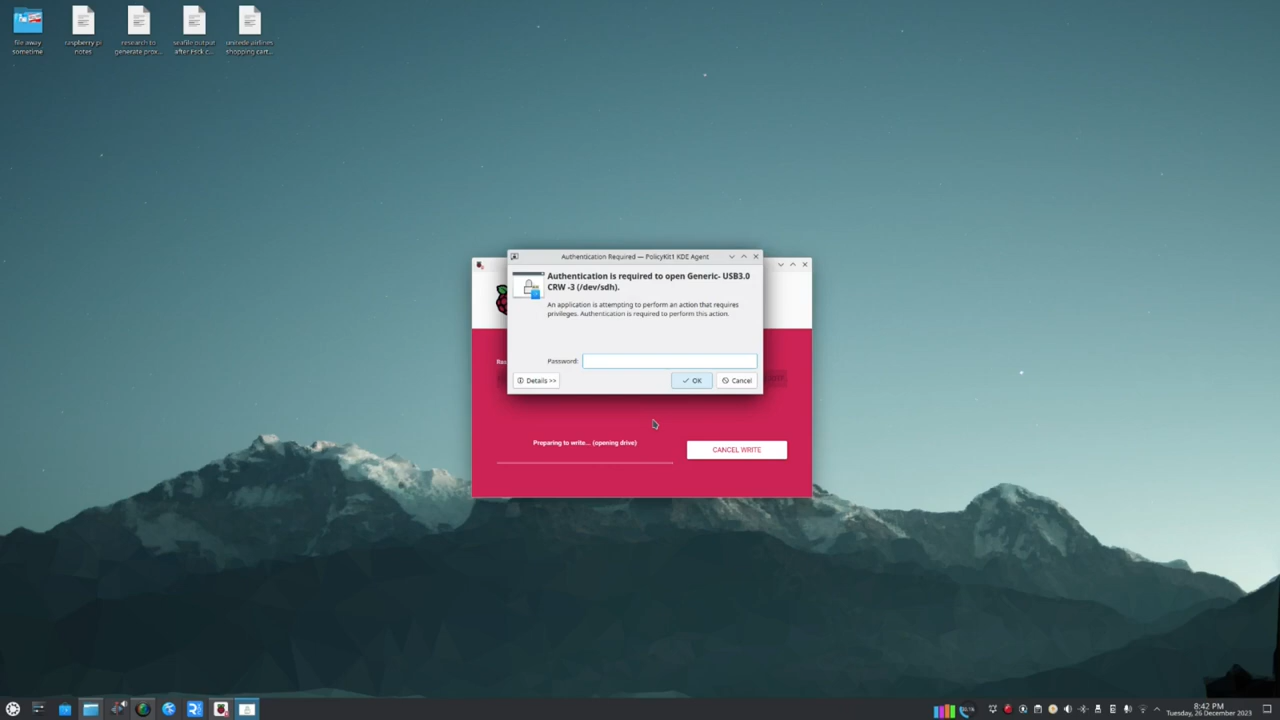 file away
sometime
raspberry pi
notes
research to
generate prox...
seafile output
after
shopping cart...
Authentication Required — PolicyKit1 KDE Agent
Authentication is required to open Generic- USB3.0
CRW -3 (/dev/sdh).
An application is attempting to perform an action that requires
privileges. Authentication is required to perform this action.
Password:
Details >>
OK
Cancel
Preparing to write... (opening drive)
CANCEL WRITE
8:42 PM
Tuesday, 26 December 2023